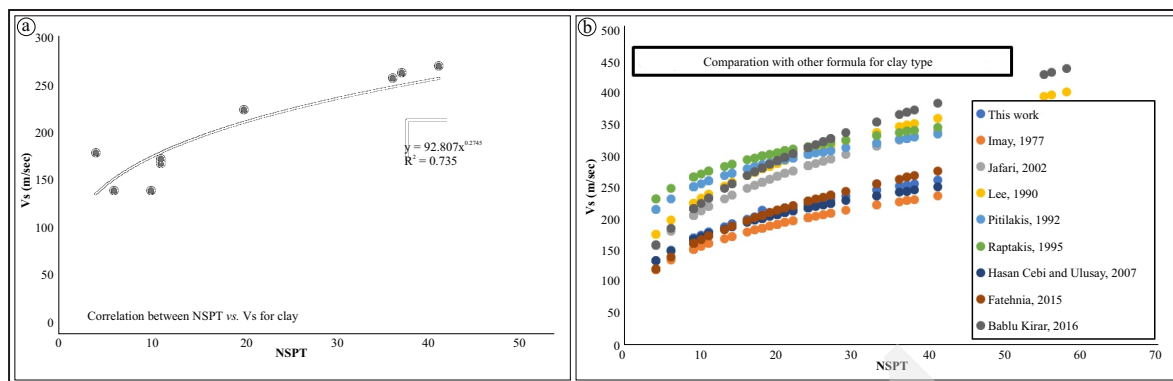 a
300
250
200
150
100
50
0
Vs (m/sec)
y = 92.807x^0.2745
R² = 0.735
Correlation between NSPT vs. Vs for clay
0 10 20 30 40 50
NSPT
b
500
450
400
350
300
250
200
150
100
50
0
Vs (m/sec)
Comparation with other formula for clay type
This work
Imay, 1977
Jafari, 2002
Lee, 1990
Pitilakis, 1992
Raptakis, 1995
Hasan Cebi and Ulusay, 2007
Fatehnia, 2015
Bablu Kirar, 2016
0 10 20 30 40 50 60 70
NSPT